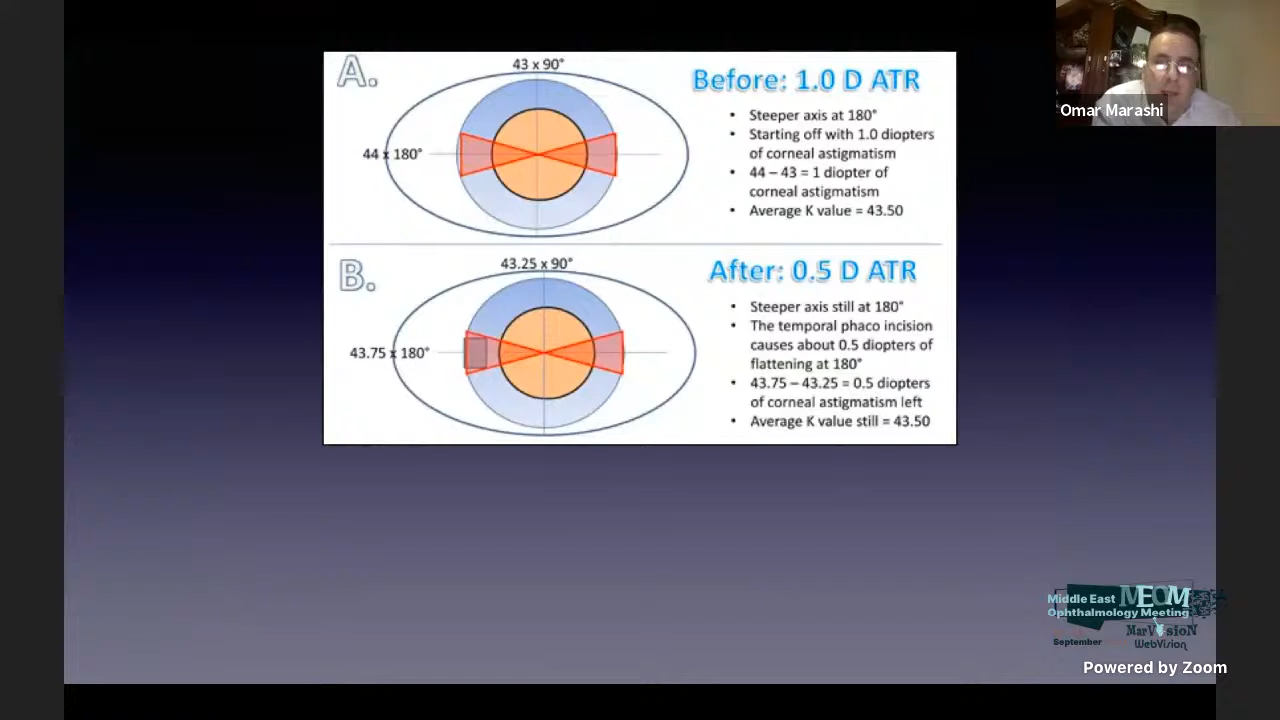 A.
43 x 90°
44 x 180°
Before: 1.0 D ATR
• Steeper axis at 180°
• Starting off with 1.0 diopters
of corneal astigmatism
• 44 – 43 = 1 diopter of
corneal astigmatism
• Average K value = 43.50
B.
43.25 x 90°
43.75 x 180°
After: 0.5 D ATR
• Steeper axis still at 180°
• The temporal phaco incision
causes about 0.5 diopters of
flattening at 180°
• 43.75 – 43.25 = 0.5 diopters
of corneal astigmatism left
• Average K value still = 43.50
Omar Marashi
Middle East MEOM
Ophthalmology Meeting
MarVision
September
WebVision
Powered by Zoom